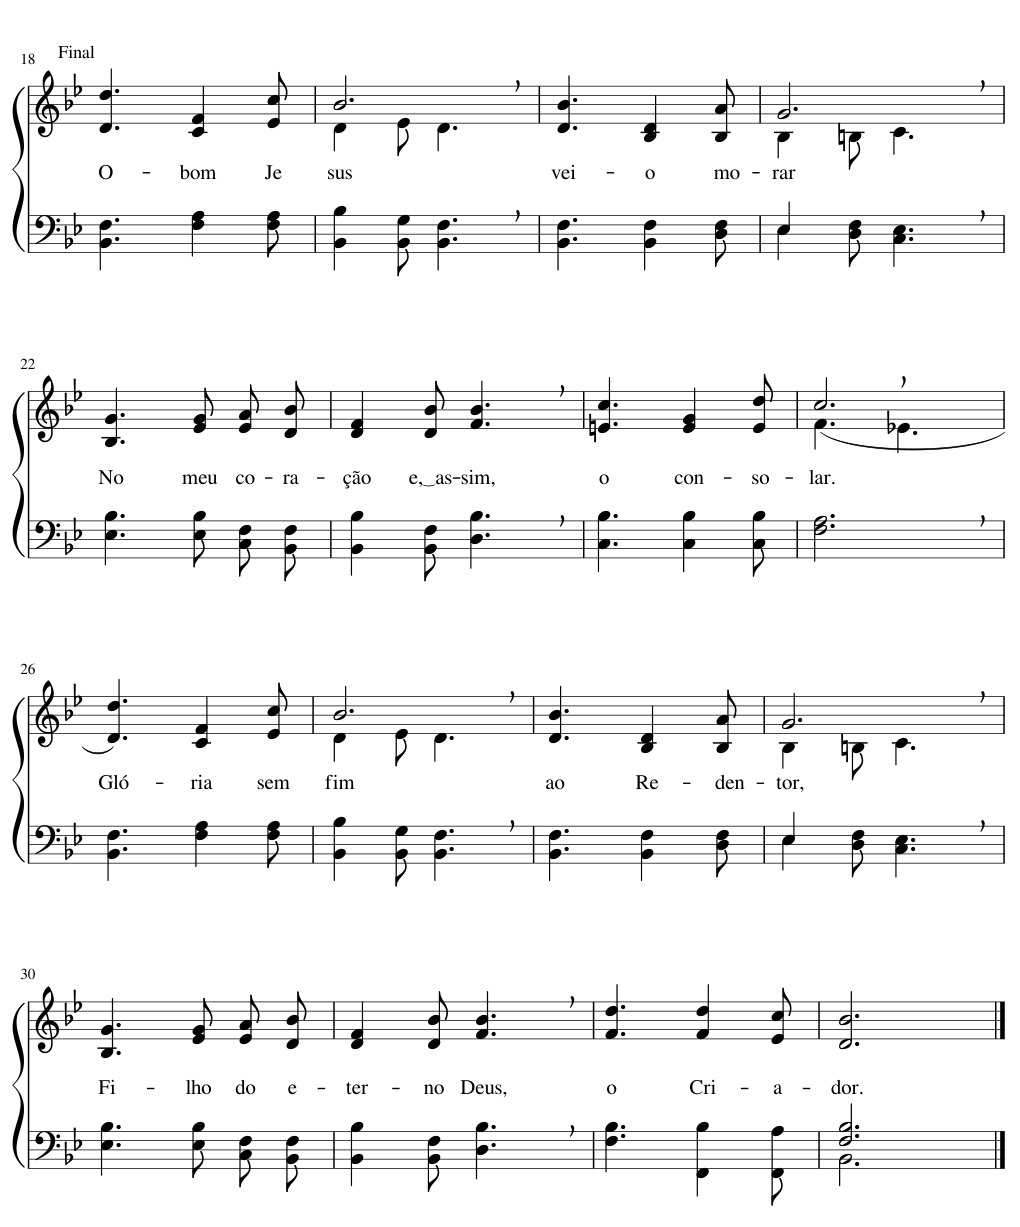 Final
18
O - bom Je sus vei - o mo - rar
22
No meu co - ra - ção e,‿as - sim, o con - so - lar.
26
Gló - ria sem fim ao Re - den - tor,
30
Fi - lho do e - ter - no Deus, o Cri - a - dor.